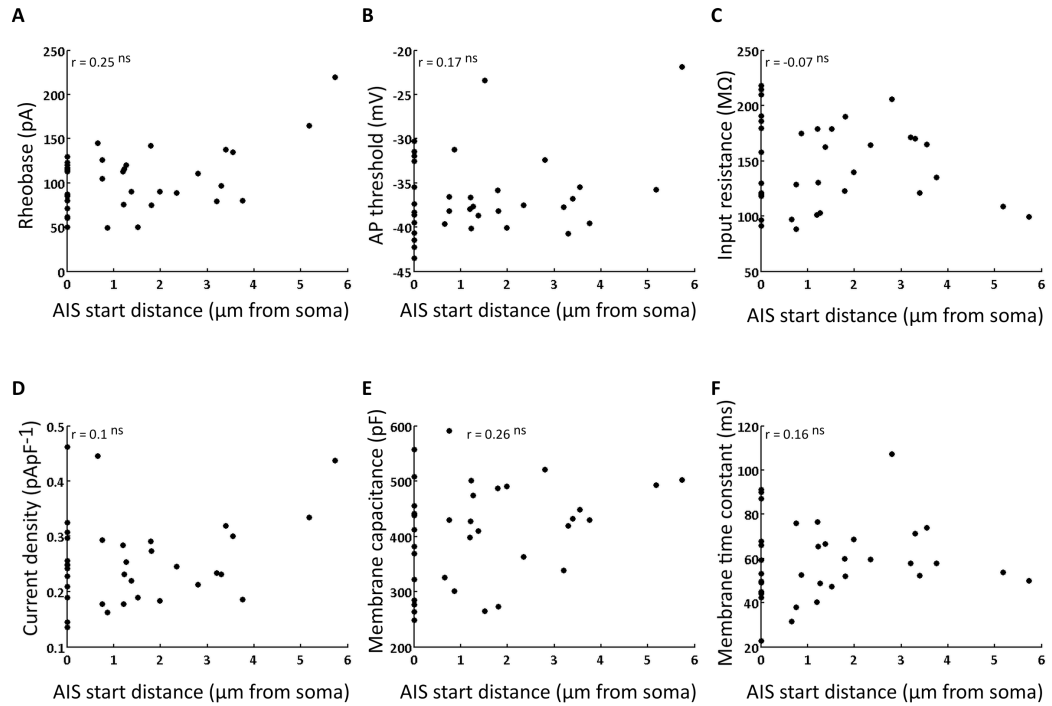 A
Rheobase (pA)
r = 0.25 ns
250
200
150
100
50
0
0 1 2 3 4 5 6
AIS start distance (µm from soma)
B
AP threshold (mV)
r = 0.17 ns
-20
-25
-30
-35
-40
-45
0 1 2 3 4 5 6
AIS start distance (µm from soma)
C
Input resistance (MΩ)
r = -0.07 ns
250
200
150
100
50
0 1 2 3 4 5 6
AIS start distance (µm from soma)
D
Current density (pApF-1)
r = 0.1 ns
0.5
0.4
0.3
0.2
0.1
0 1 2 3 4 5 6
AIS start distance (µm from soma)
E
Membrane capacitance (pF)
r = 0.26 ns
600
500
400
300
200
0 1 2 3 4 5 6
AIS start distance (µm from soma)
F
Membrane time constant (ms)
r = 0.16 ns
120
100
80
60
40
20
0 1 2 3 4 5 6
AIS start distance (µm from soma)